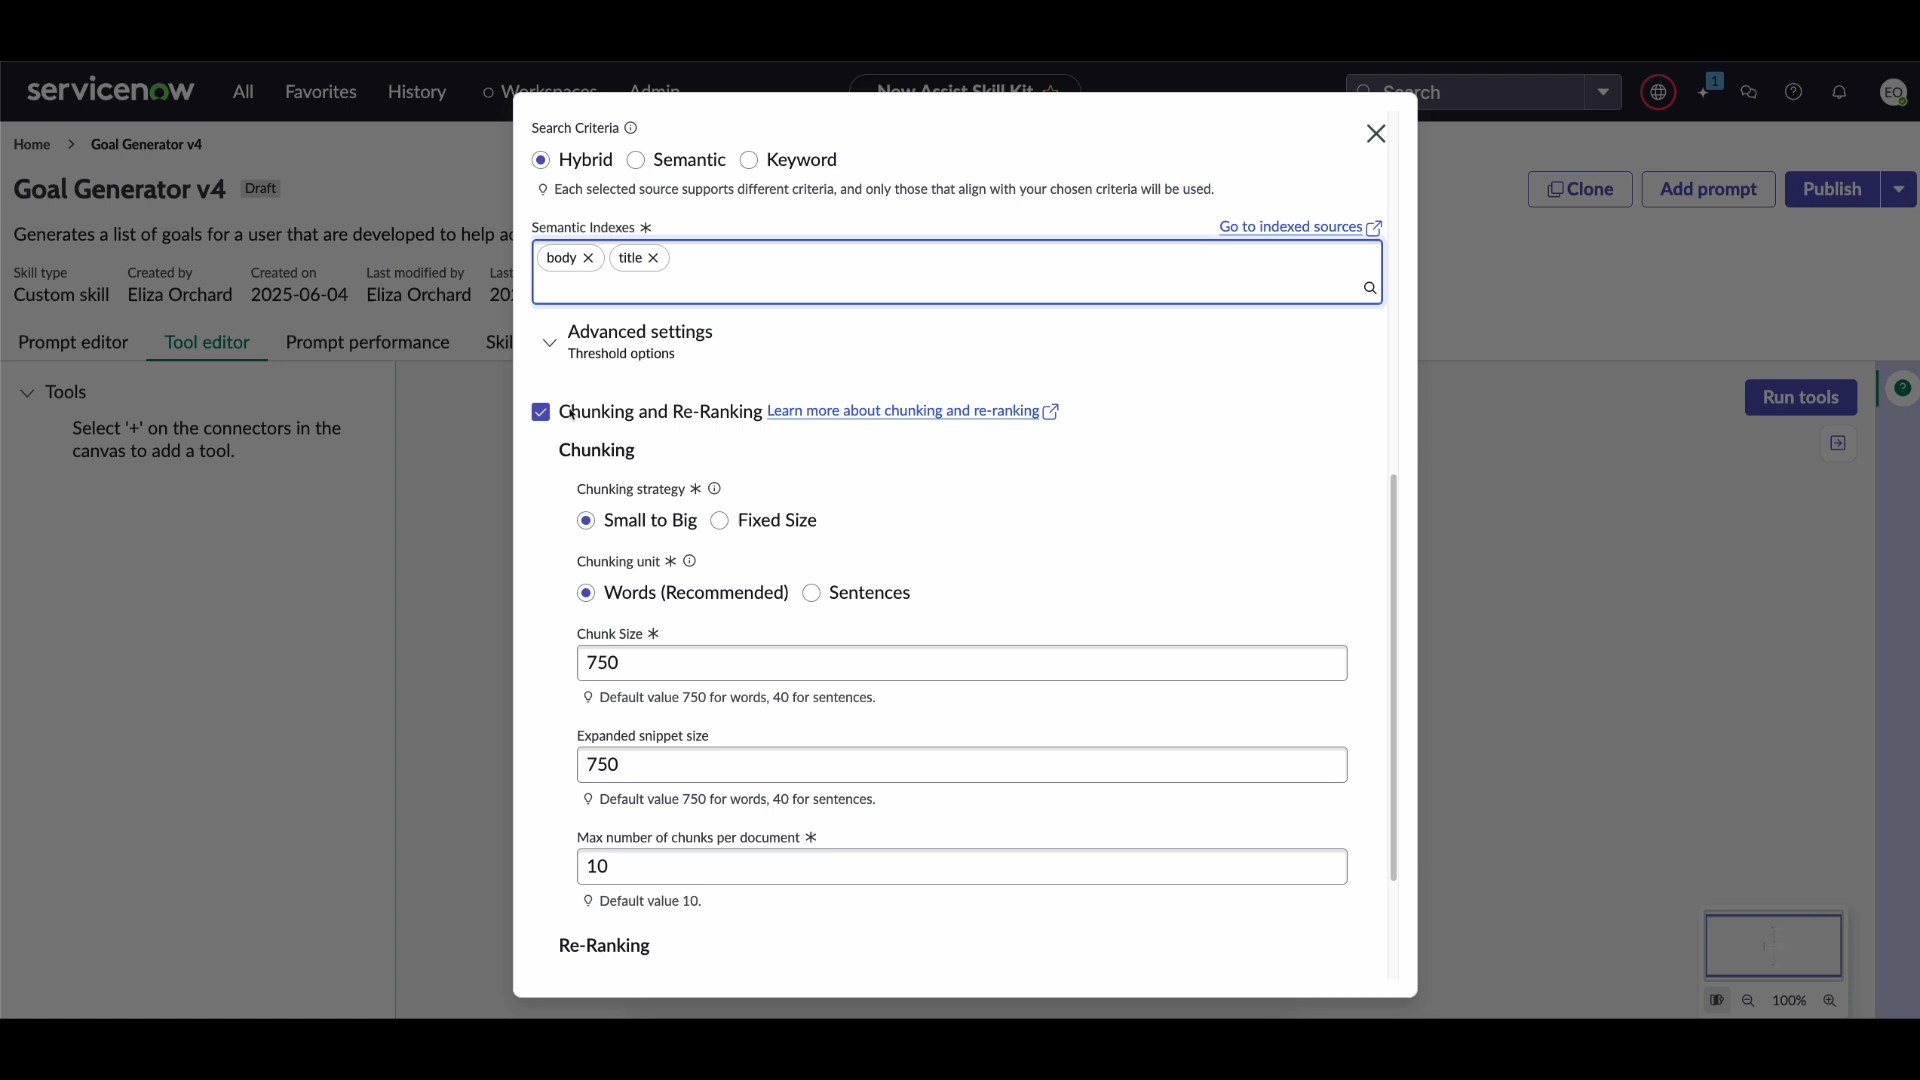 servicenow All Favorites History Workspaces Admin Now Assist Skill Kit Search 1 EO
Home > Goal Generator v4
Goal Generator v4 Draft
Clone Add prompt Publish
Generates a list of goals for a user that are developed to help
Skill type Created by Created on Last modified by
Custom skill Eliza Orchard 2025-06-04 Eliza Orchard
Prompt editor Tool editor Prompt performance
Tools
Select '+' on the connectors in the
canvas to add a tool.
Run tools
100%
Search Criteria
Hybrid Semantic Keyword
Each selected source supports different criteria, and only those that align with your chosen criteria will be used.
Semantic Indexes *
Go to indexed sources
body title
Advanced settings
Threshold options
Chunking and Re-Ranking Learn more about chunking and re-ranking
Chunking
Chunking strategy *
Small to Big Fixed Size
Chunking unit *
Words (Recommended) Sentences
Chunk Size *
750
Default value 750 for words, 40 for sentences.
Expanded snippet size
750
Default value 750 for words, 40 for sentences.
Max number of chunks per document *
10
Default value 10.
Re-Ranking